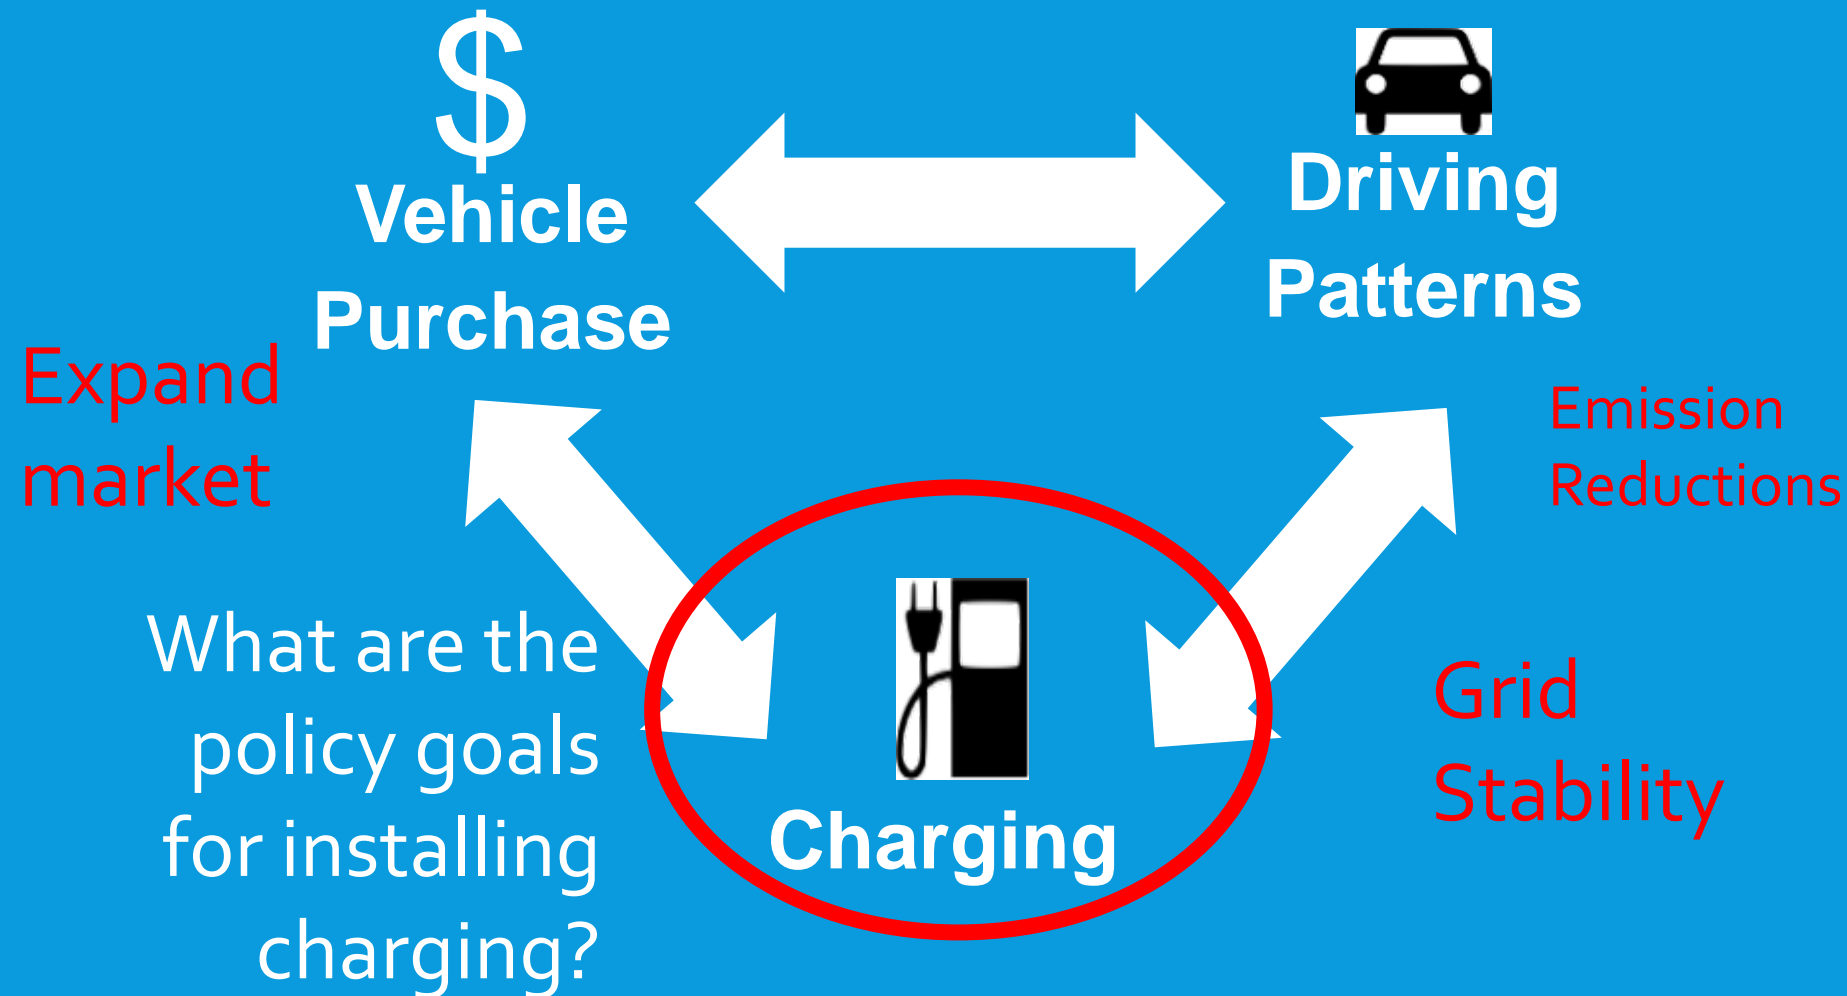 $
Vehicle
Purchase
Driving
Patterns
Expand
market
Emission
Reductions
What are the
policy goals
for installing
charging?
Charging
Grid
Stability